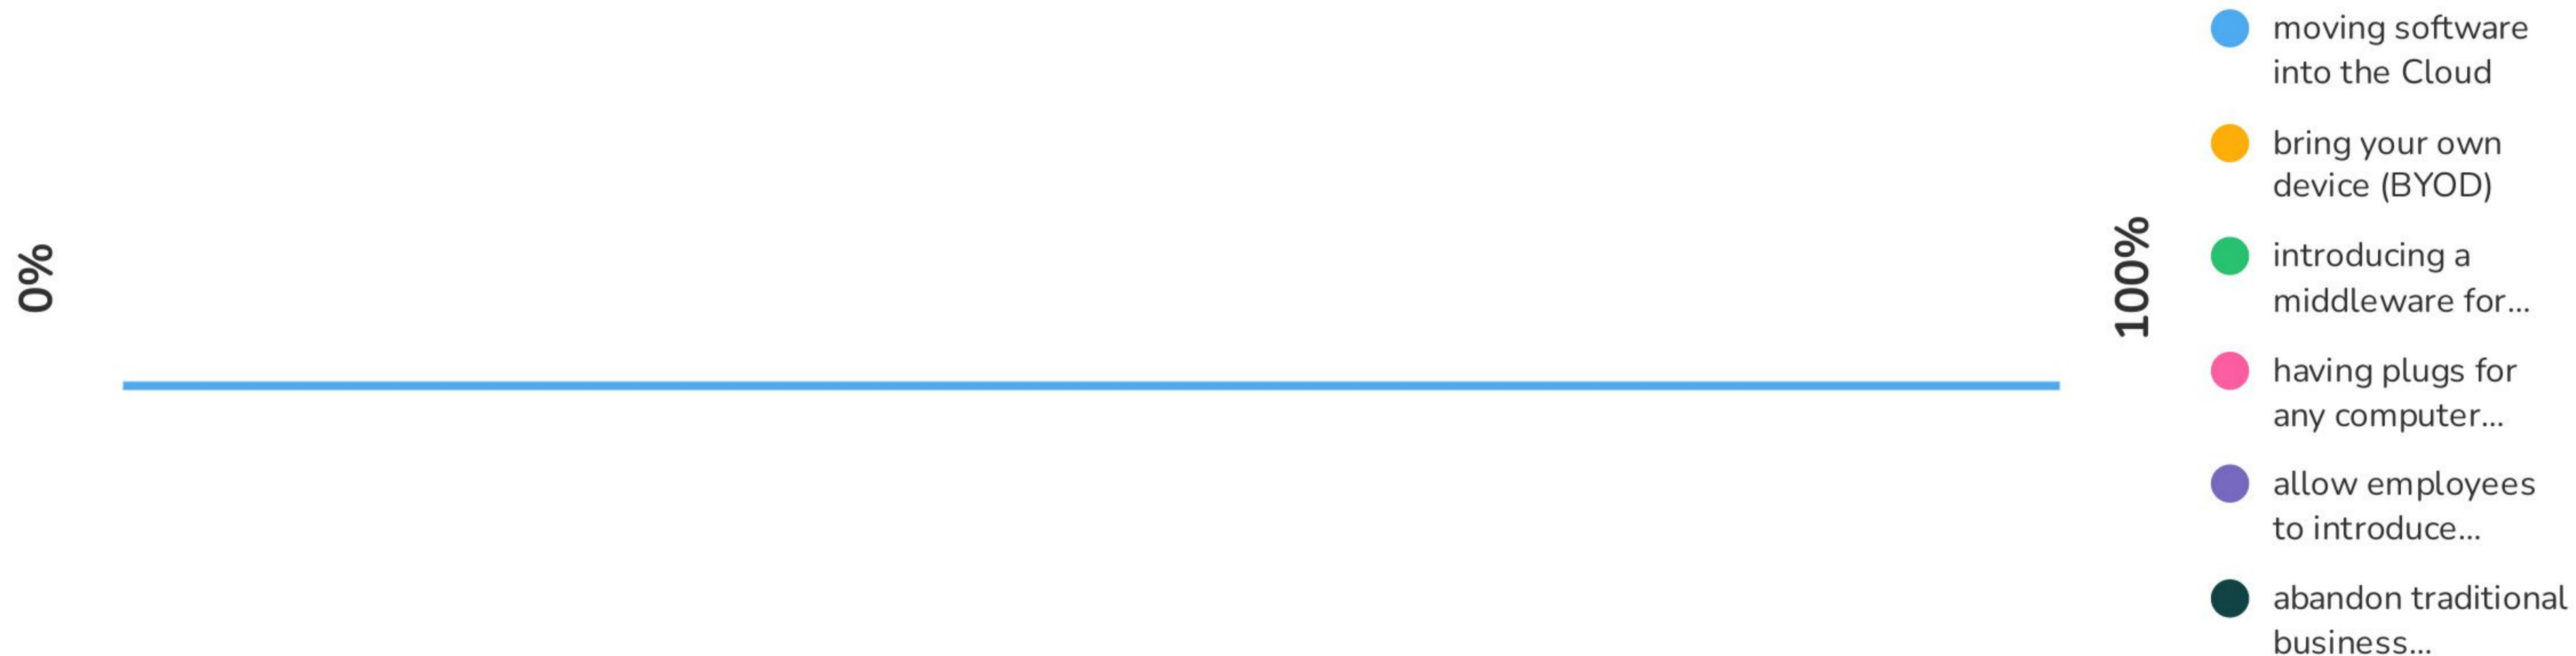 0%
100%
moving software
into the Cloud
bring your own
device (BYOD)
introducing a
middleware for...
having plugs for
any computer...
allow employees
to introduce...
abandon traditional
business...